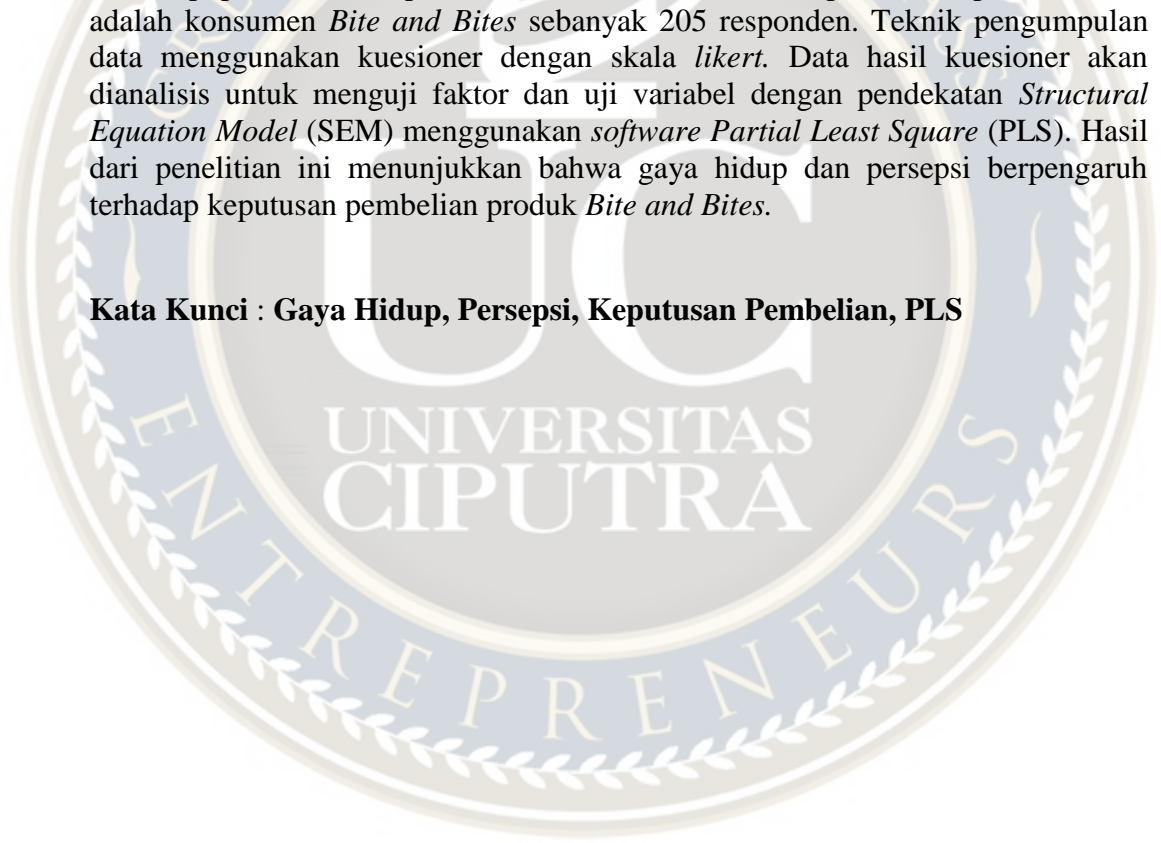 adalah konsumen Bite and Bites sebanyak 205 responden. Teknik pengumpulan
data menggunakan kuesioner dengan skala likert. Data hasil kuesioner akan
dianalisis untuk menguji faktor dan uji variabel dengan pendekatan Structural
Equation Model (SEM) menggunakan software Partial Least Square (PLS). Hasil
dari penelitian ini menunjukkan bahwa gaya hidup dan persepsi berpengaruh
terhadap keputusan pembelian produk Bite and Bites.
Kata Kunci : Gaya Hidup, Persepsi, Keputusan Pembelian, PLS
UC
UNIVERSITAS
CIPUTRA
ENTREPRENEURS